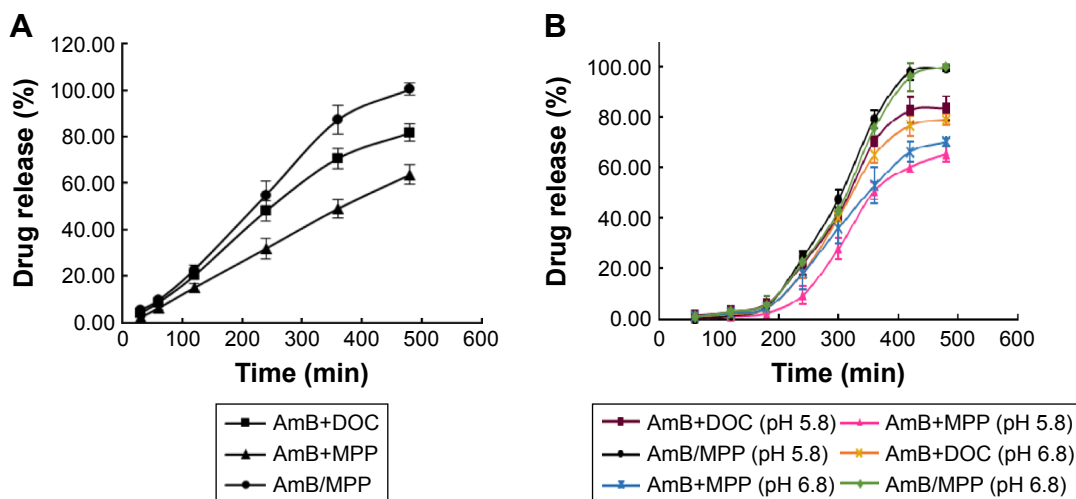 A
120.00
100.00
80.00
60.00
40.00
20.00
0.00
Drug release (%)
0 100 200 300 400 500 600
Time (min)
AmB+DOC
AmB+MPP
AmB/MPP
B
100.00
80.00
60.00
40.00
20.00
0.00
Drug release (%)
0 100 200 300 400 500 600
Time (min)
AmB+DOC (pH 5.8) AmB+MPP (pH 5.8)
AmB/MPP (pH 5.8) AmB+DOC (pH 6.8)
AmB+MPP (pH 6.8) AmB/MPP (pH 6.8)